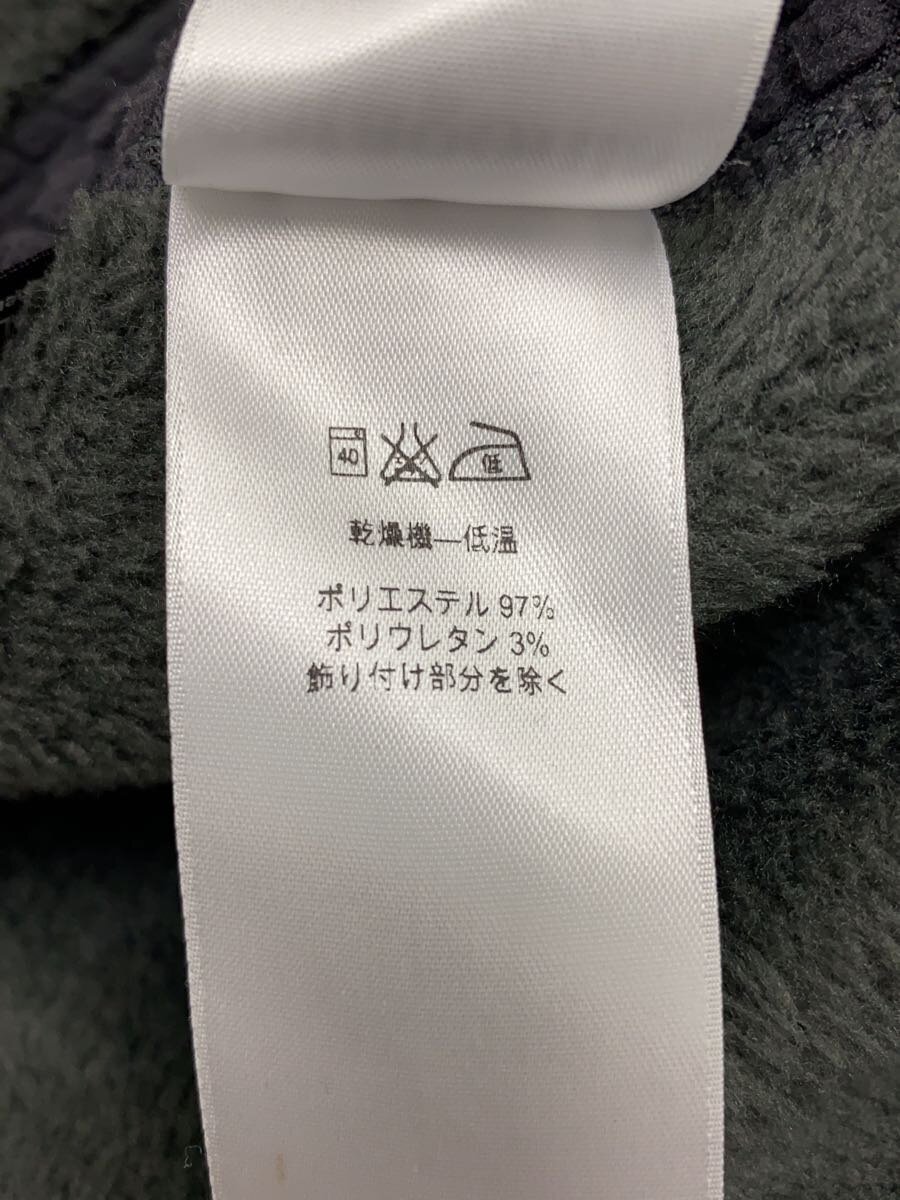 40
低
乾燥機—低温
ポリエステル 97%
ポリウレタン 3%
飾り付け部分を除く